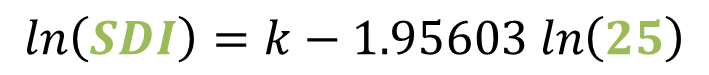 ln(SDI) = k − 1.95603 ln(25)